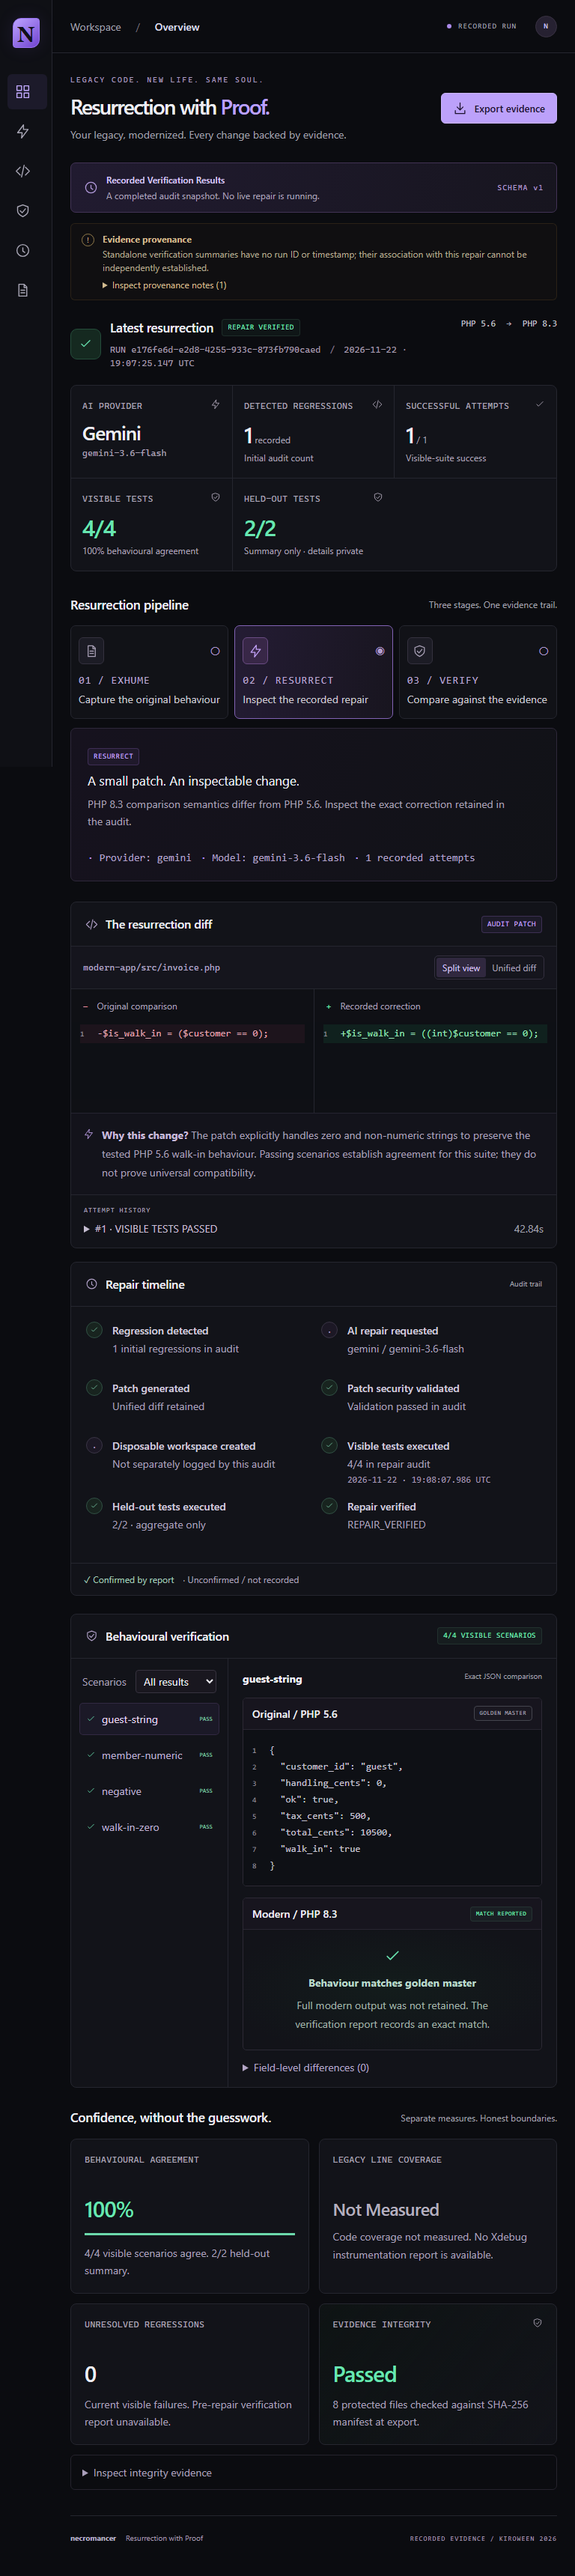 N
Workspace / Overview
RECORDED RUN
N
LEGACY CODE. NEW LIFE. SAME SOUL.
Resurrection with Proof.
Your legacy, modernized. Every change backed by evidence.
Export evidence
Recorded Verification Results
A completed audit snapshot. No live repair is running.
SCHEMA v1
Evidence provenance
Standalone verification summaries have no run ID or timestamp; their association with this repair cannot be
independently established.
▶ Inspect provenance notes (1)
Latest resurrection
REPAIR VERIFIED
RUN e176fe6d-e2d8-4255-933c-873fb790caed / 2026-11-22 ·
19:07:25.147 UTC
PHP 5.6 → PHP 8.3
AI PROVIDER
Gemini
gemini-3.6-flash
DETECTED REGRESSIONS
1 recorded
Initial audit count
SUCCESSFUL ATTEMPTS
1 / 1
Visible-suite success
VISIBLE TESTS
4/4
100% behavioural agreement
HELD-OUT TESTS
2/2
Summary only · details private
Resurrection pipeline
Three stages. One evidence trail.
01 / EXHUME
Capture the original behaviour
02 / RESURRECT
Inspect the recorded repair
03 / VERIFY
Compare against the evidence
RESURRECT
A small patch. An inspectable change.
PHP 8.3 comparison semantics differ from PHP 5.6. Inspect the exact correction retained in
the audit.
· Provider: gemini · Model: gemini-3.6-flash · 1 recorded attempts
The resurrection diff
AUDIT PATCH
modern-app/src/invoice.php
Split view
Unified diff
− Original comparison
1 -$is_walk_in = ($customer == 0);
+ Recorded correction
1 +$is_walk_in = ((int)$customer == 0);
Why this change? The patch explicitly handles zero and non-numeric strings to preserve the
tested PHP 5.6 walk-in behaviour. Passing scenarios establish agreement for this suite; they do
not prove universal compatibility.
ATTEMPT HISTORY
▶ #1 · VISIBLE TESTS PASSED
42.84s
Repair timeline
Audit trail
Regression detected
1 initial regressions in audit
AI repair requested
gemini / gemini-3.6-flash
Patch generated
Unified diff retained
Patch security validated
Validation passed in audit
Disposable workspace created
Not separately logged by this audit
Visible tests executed
4/4 in repair audit
2026-11-22 · 19:08:07.986 UTC
Held-out tests executed
2/2 · aggregate only
Repair verified
REPAIR_VERIFIED
✓ Confirmed by report · Unconfirmed / not recorded
Behavioural verification
4/4 VISIBLE SCENARIOS
Scenarios
All results
guest-string PASS
member-numeric PASS
negative PASS
walk-in-zero PASS
guest-string
Exact JSON comparison
Original / PHP 5.6
GOLDEN MASTER
1 {
2 "customer_id": "guest",
3 "handling_cents": 0,
4 "ok": true,
5 "tax_cents": 500,
6 "total_cents": 10500,
7 "walk_in": true
8 }
Modern / PHP 8.3
MATCH REPORTED
Behaviour matches golden master
Full modern output was not retained. The
verification report records an exact match.
▶ Field-level differences (0)
Confidence, without the guesswork.
Separate measures. Honest boundaries.
BEHAVIOURAL AGREEMENT
100%
4/4 visible scenarios agree. 2/2 held-out
summary.
LEGACY LINE COVERAGE
Not Measured
Code coverage not measured. No Xdebug
instrumentation report is available.
UNRESOLVED REGRESSIONS
0
Current visible failures. Pre-repair verification
report unavailable.
EVIDENCE INTEGRITY
Passed
8 protected files checked against SHA-256
manifest at export.
▶ Inspect integrity evidence
necromancer Resurrection with Proof
RECORDED EVIDENCE / KIROWEEN 2026